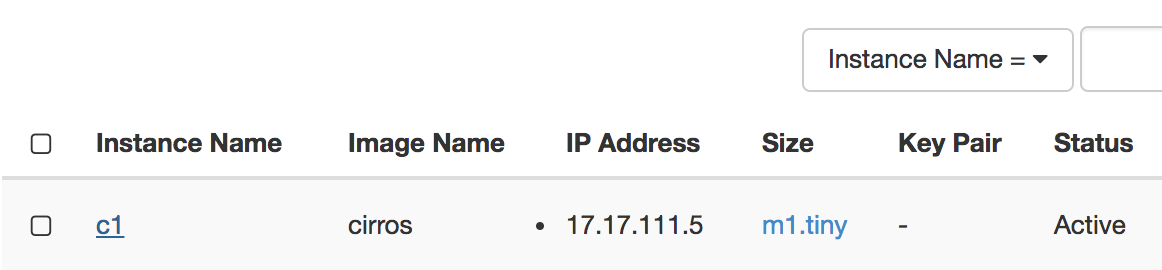 Instance Name =
Instance Name Image Name IP Address Size Key Pair Status
c1 cirros • 17.17.111.5 m1.tiny - Active